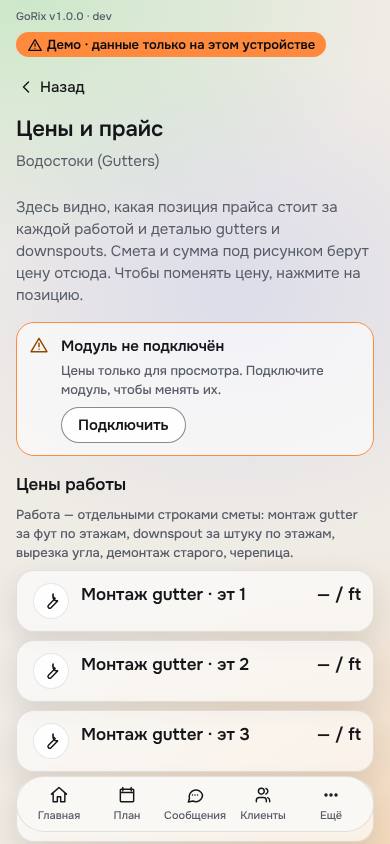 GoRix v1.0.0 · dev
Демо · данные только на этом устройстве
Назад
Цены и прайс
Водостоки (Gutters)
Здесь видно, какая позиция прайса стоит за
каждой работой и деталью gutters и
downspouts. Смета и сумма под рисунком берут
цену отсюда. Чтобы поменять цену, нажмите на
позицию.
Модуль не подключён
Цены только для просмотра. Подключите
модуль, чтобы менять их.
Подключить
Цены работы
Работа — отдельными строками сметы: монтаж gutter
за фут по этажам, downspout за штуку по этажам,
вырезка угла, демонтаж старого, черепица.
Монтаж gutter · эт 1 — / ft
Монтаж gutter · эт 2 — / ft
Монтаж gutter · эт 3 — / ft
Главная План Сообщения Клиенты Ещё